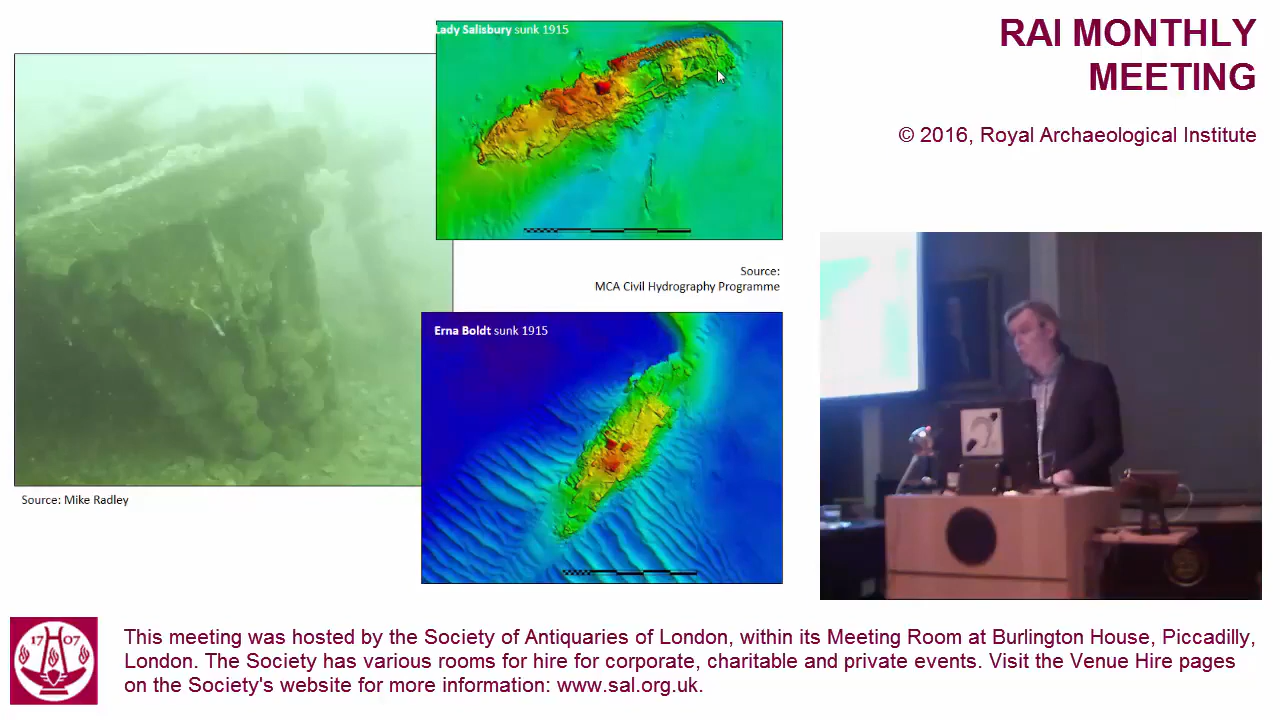 Lady Salisbury sunk 1915
RAI MONTHLY
MEETING
© 2016, Royal Archaeological Institute
Source:
MCA Civil Hydrography Programme
Erna Boldt sunk 1915
Source: Mike Radley
17 07
This meeting was hosted by the Society of Antiquaries of London, within its Meeting Room at Burlington House, Piccadilly,
London. The Society has various rooms for hire for corporate, charitable and private events. Visit the Venue Hire pages
on the Society's website for more information: www.sal.org.uk.